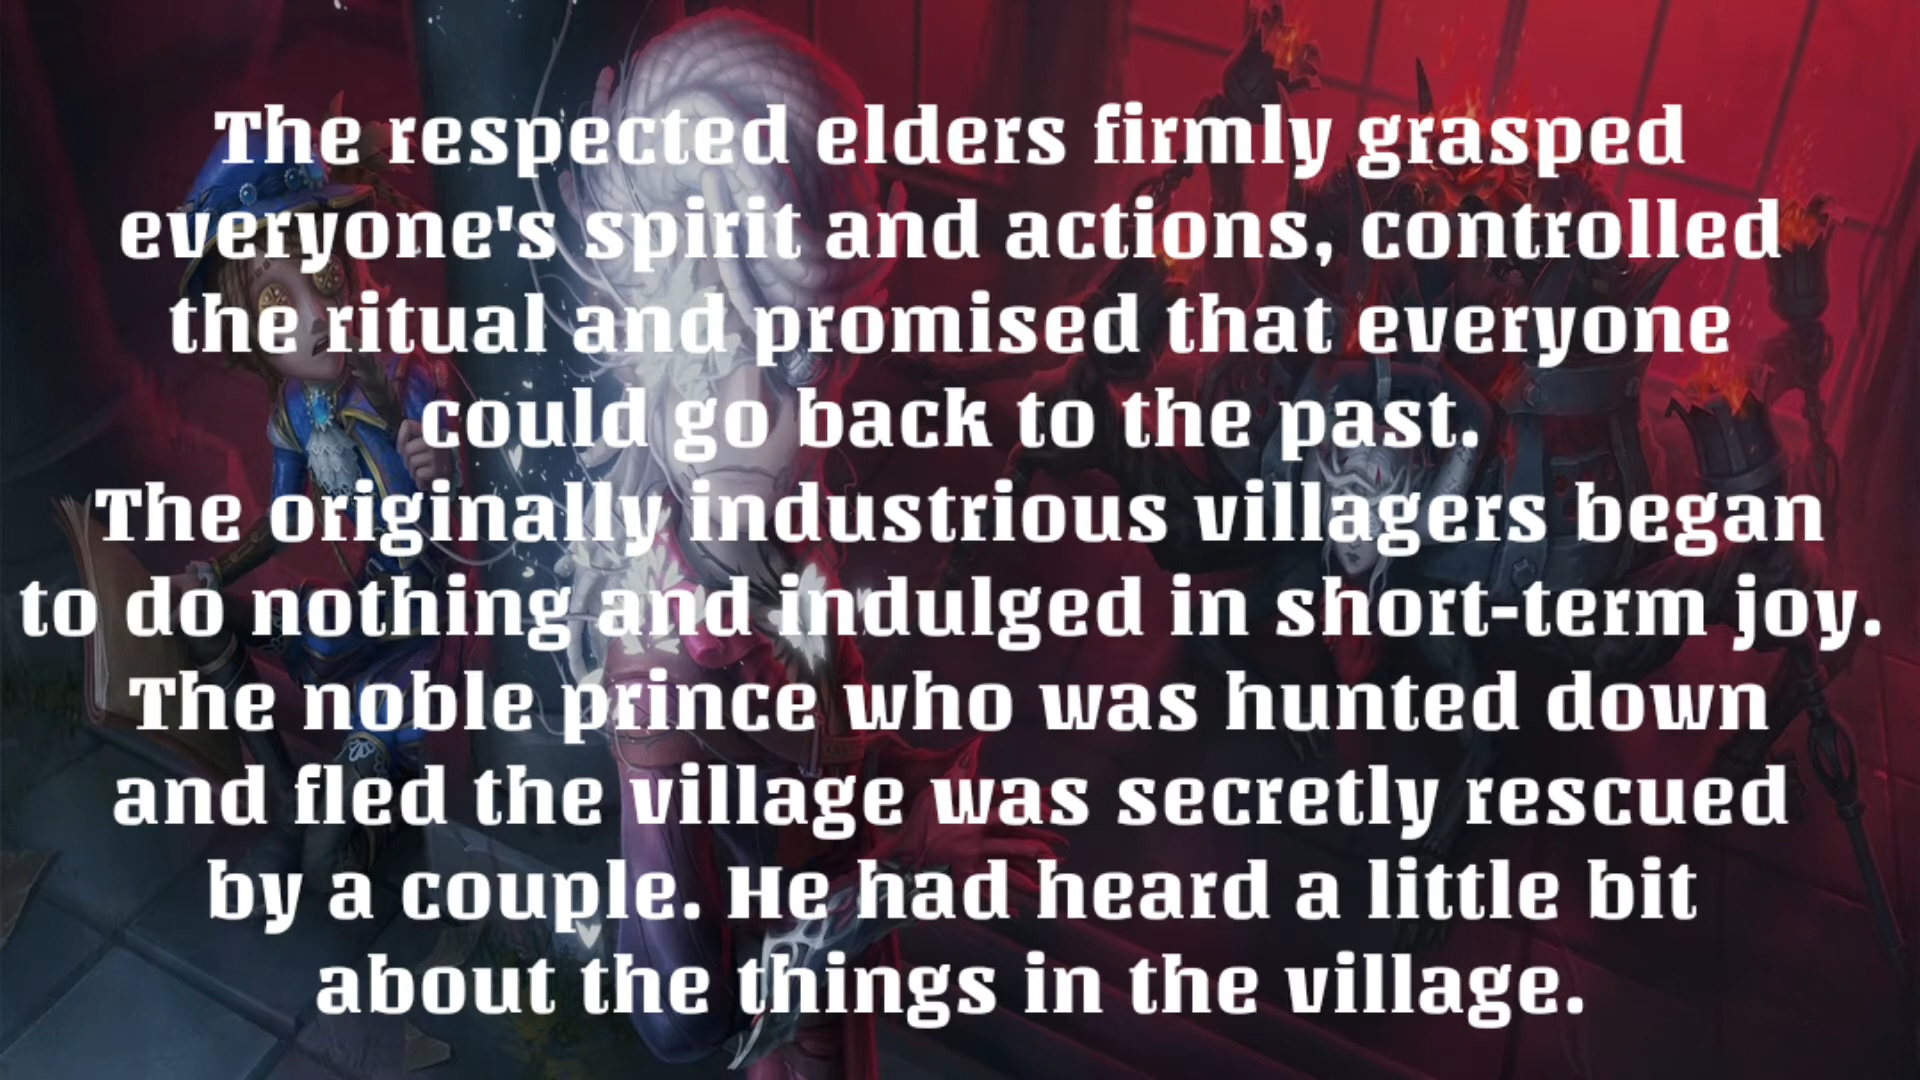 The respected elders firmly grasped
everyone's spirit and actions, controlled
the ritual and promised that everyone
could go back to the past.
The originally industrious villagers began
to do nothing and indulged in short-term joy.
The noble prince who was hunted down
and fled the village was secretly rescued
by a couple. He had heard a little bit
about the things in the village.